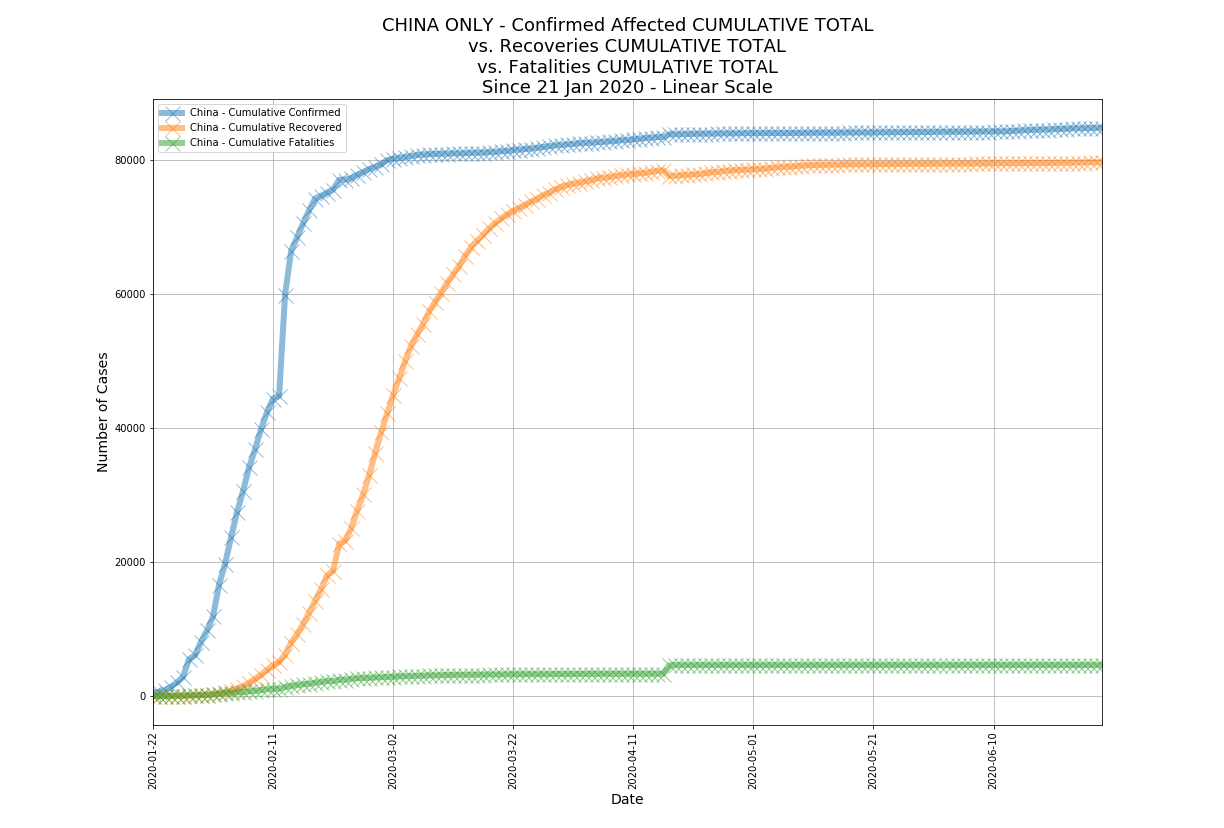 CHINA ONLY - Confirmed Affected CUMULATIVE TOTAL
vs. Recoveries CUMULATIVE TOTAL
vs. Fatalities CUMULATIVE TOTAL
Since 21 Jan 2020 - Linear Scale
China - Cumulative Confirmed
China - Cumulative Recovered
China - Cumulative Fatalities
Number of Cases
80000
60000
40000
20000
0
2020-01-22
2020-02-11
2020-03-02
2020-03-22
2020-04-11
2020-05-01
2020-05-21
2020-06-10
Date